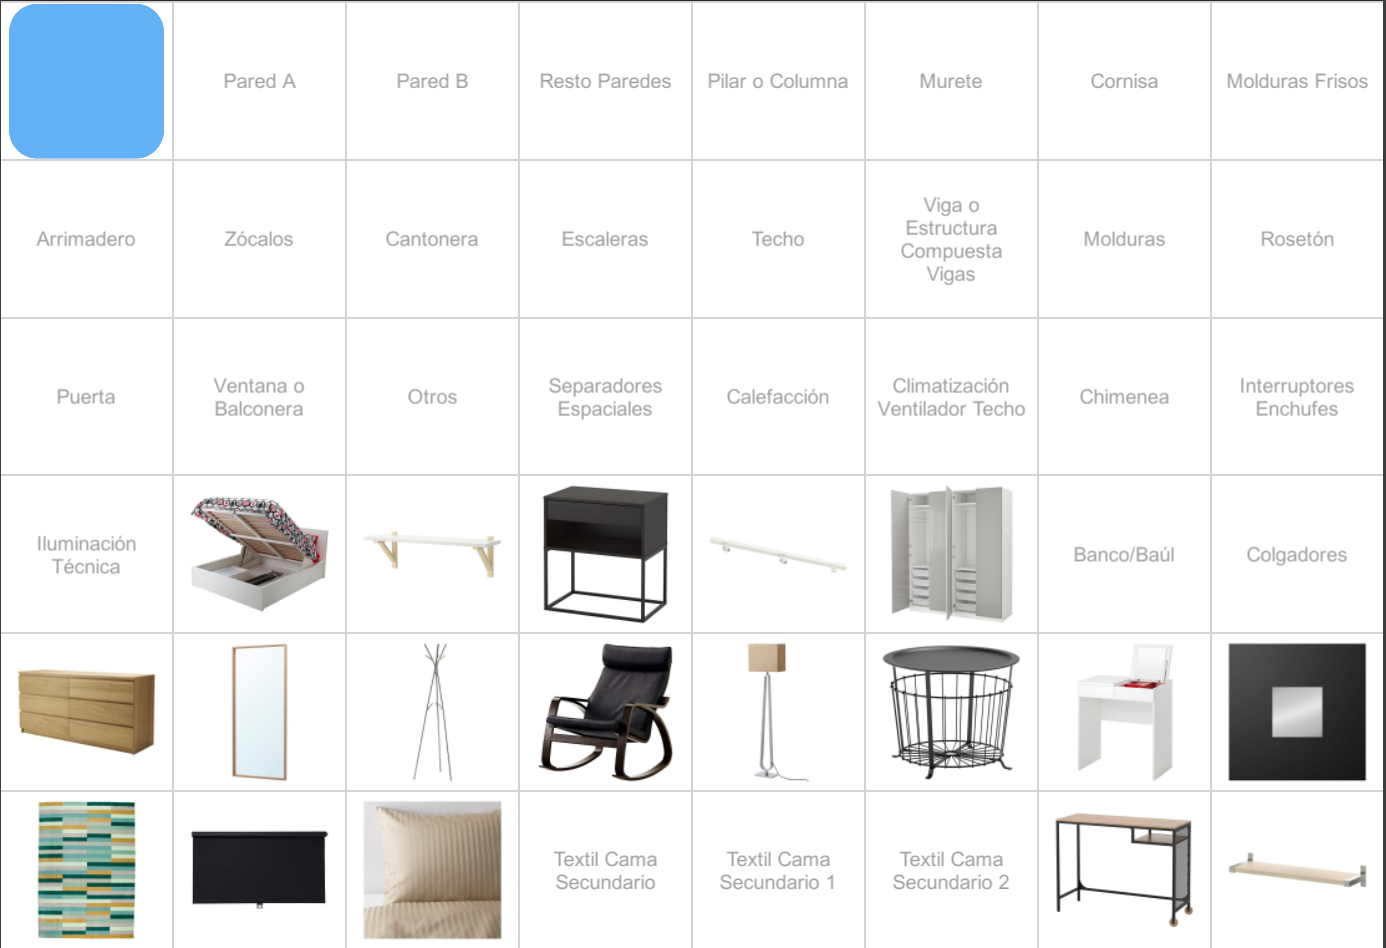 Pared A
Pared B
Resto Paredes
Pilar o Columna
Murete
Cornisa
Molduras Frisos
Arrimadero
Zócalos
Cantonera
Escaleras
Techo
Viga o
Estructura
Compuesta
Vigas
Molduras
Rosetón
Puerta
Ventana o
Balconera
Otros
Separadores
Espaciales
Calefacción
Climatización
Ventilador Techo
Chimenea
Interruptores
Enchufes
Iluminación
Técnica
Banco/Baúl
Colgadores
Textil Cama
Secundario
Textil Cama
Secundario 1
Textil Cama
Secundario 2